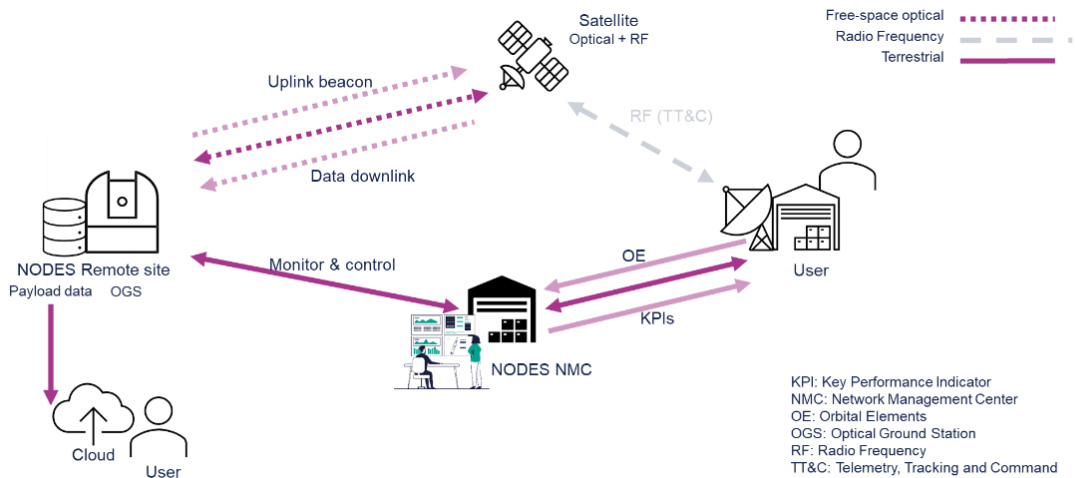 Satellite
Optical + RF
Free-space optical
Radio Frequency
Terrestrial
Uplink beacon
RF (TT&C)
Data downlink
NODES Remote site
Payload data OGS
Monitor & control
OE
User
KPIs
NODES NMC
Cloud
User
KPI: Key Performance Indicator
NMC: Network Management Center
OE: Orbital Elements
OGS: Optical Ground Station
RF: Radio Frequency
TT&C: Telemetry, Tracking and Command